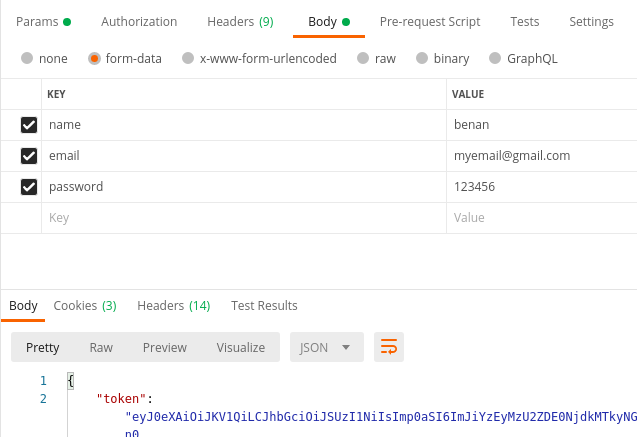 Params Authorization Headers (9) Body Pre-request Script Tests Settings
none form-data x-www-form-urlencoded raw binary GraphQL
KEY VALUE
name benan
email myemail@gmail.com
password 123456
Key Value
Body Cookies (3) Headers (14) Test Results
Pretty Raw Preview Visualize JSON
1 {
2 "token":
"eyJ0eXAiOiJKV1QiLCJhbGciOiJSUzI1NiIsImp0aSI6ImJiYzEyMzU2ZDE0NjdkMTkyNG
n0